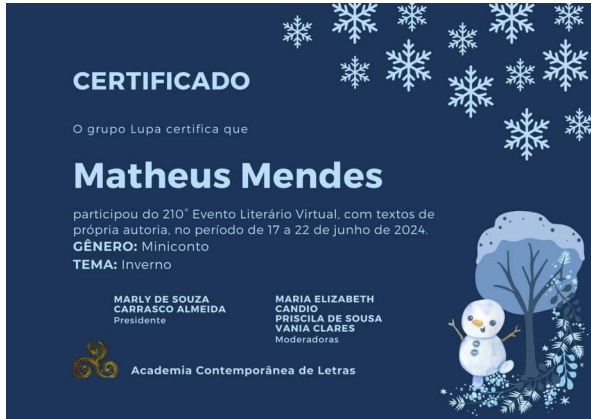 CERTIFICADO
O grupo Lupa certifica que
Matheus Mendes
participou do 210° Evento Literário Virtual, com textos de
própria autoria, no período de 17 a 22 de junho de 2024.
GÊNERO: Miniconto
TEMA: Inverno
MARLY DE SOUZA
CARRASCO ALMEIDA
Presidente
MARIA ELIZABETH
CANDIO
PRISCILA DE SOUSA
VANIA CLARES
Moderadoras
Academia Contemporânea de Letras